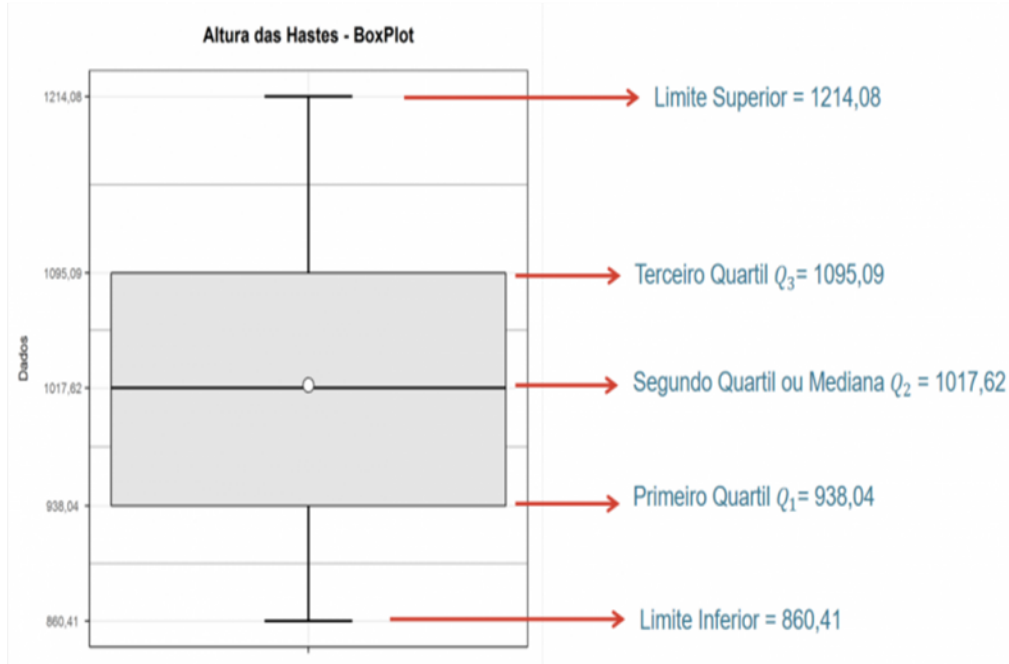 Altura das Hastes - BoxPlot
1214,08
Limite Superior = 1214,08
1095,09
Terceiro Quartil Q3= 1095,09
Dados
1017,62
Segundo Quartil ou Mediana Q2 = 1017,62
938,04
Primeiro Quartil Q1= 938,04
860,41
Limite Inferior = 860,41